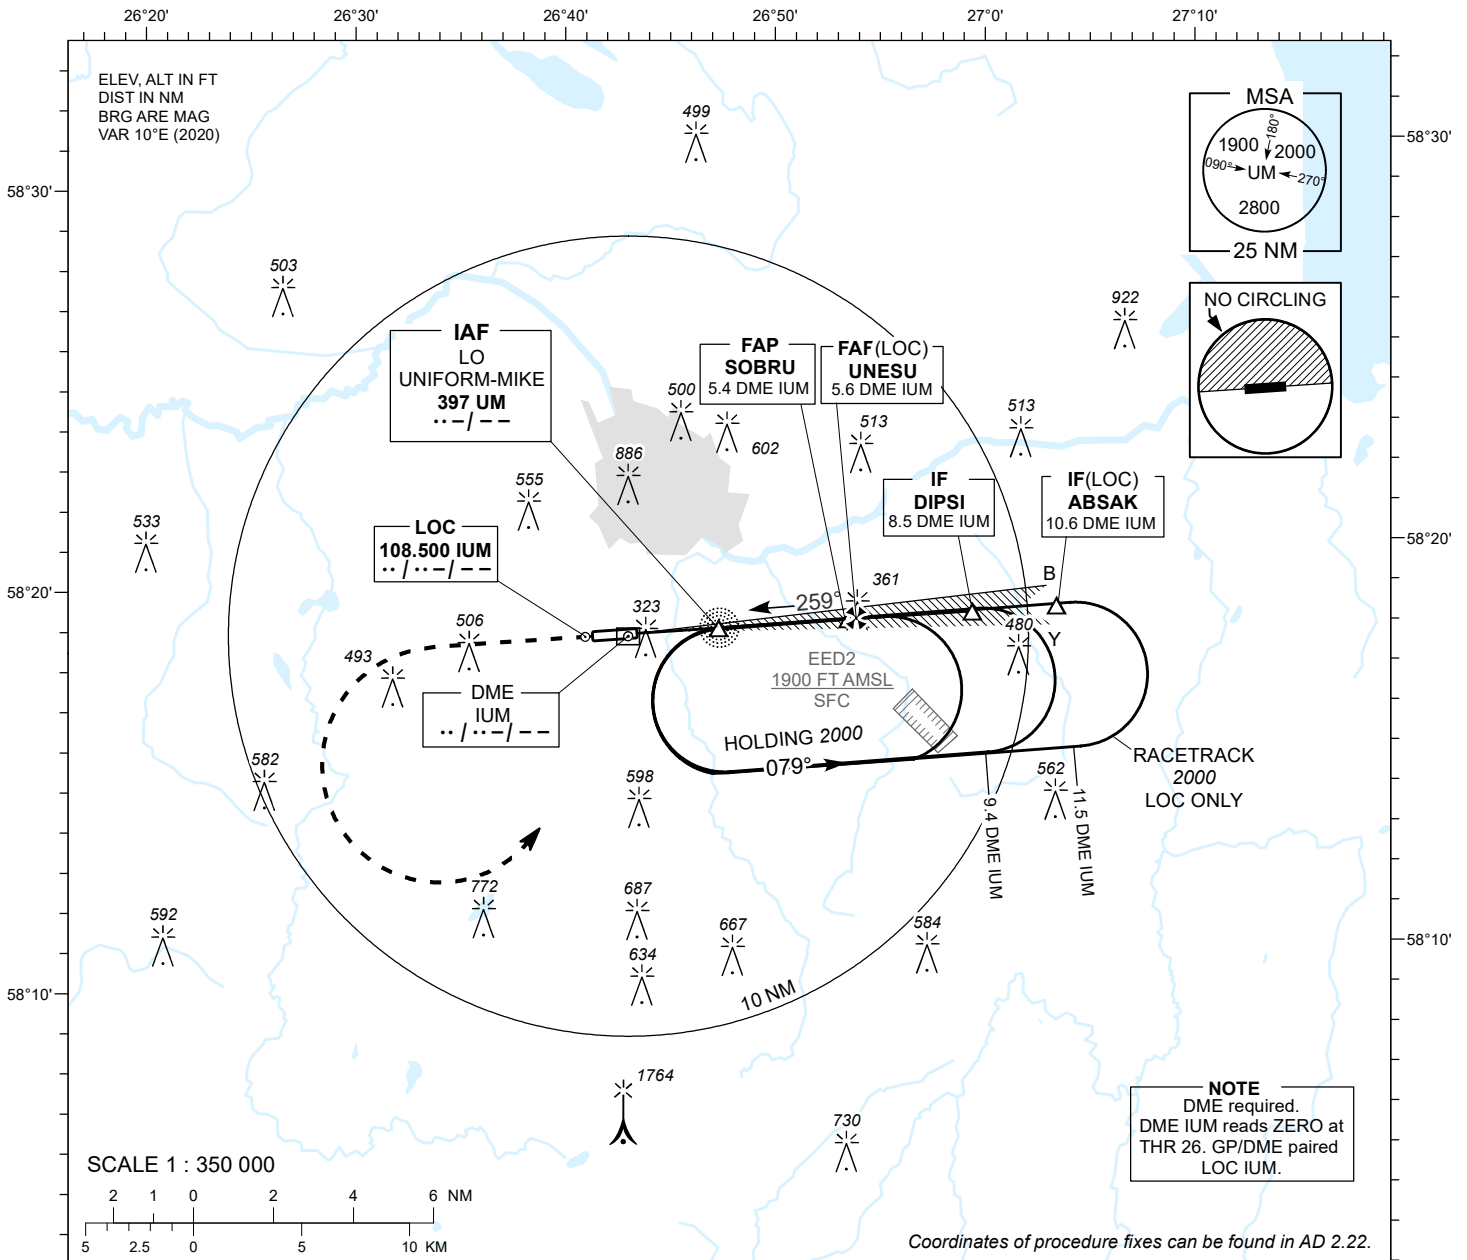 26°20'
26°30'
26°40'
26°50'
27°0'
27°10'
ELEV, ALT IN FT
DIST IN NM
BRG ARE MAG
VAR 10°E (2020)
499
MSA
1900
180°
2000
090°
UM
270°
2800
25 NM
58°30'
58°30'
503
922
NO CIRCLING
IAF
LO
UNIFORM-MIKE
397 UM
·· – / – –
FAP
SOBRU
5.4 DME IUM
FAF(LOC)
UNESU
5.6 DME IUM
500
602
513
513
886
555
533
IF
DIPSI
8.5 DME IUM
IF(LOC)
ABSAK
10.6 DME IUM
LOC
108.500 IUM
·· / ·· – / – –
58°20'
58°20'
B
361
259°
323
506
493
480
Y
EED2
1900 FT AMSL
SFC
DME
IUM
·· / ·· – / – –
HOLDING 2000
079°
RACETRACK
2000
LOC ONLY
582
598
562
9.4 DME IUM
11.5 DME IUM
772
687
592
667
584
634
58°10'
58°10'
10 NM
1764
730
NOTE
DME required.
DME IUM reads ZERO at
THR 26. GP/DME paired
LOC IUM.
SCALE 1 : 350 000
2 1 0 2 4 6 NM
5 2.5 0 5 10 KM
Coordinates of procedure fixes can be found in AD 2.22.